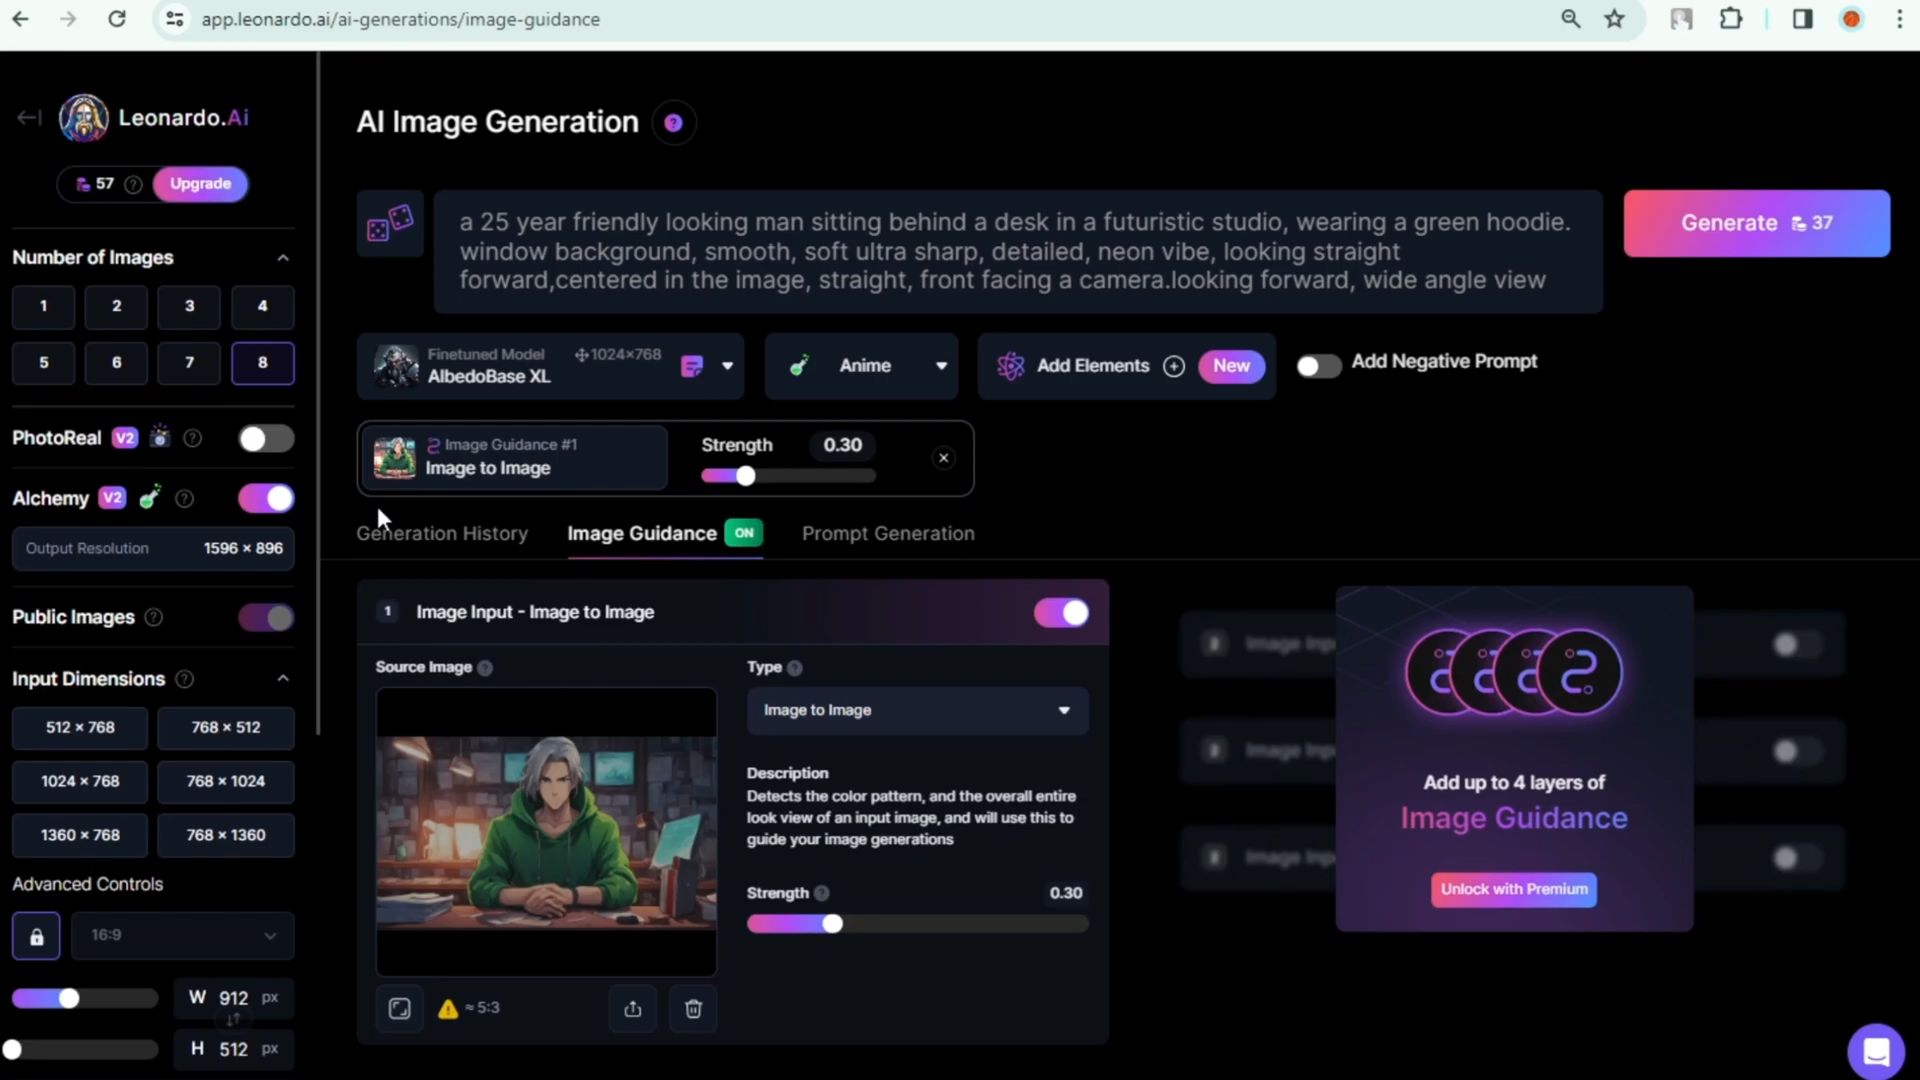 app.leonardo.ai/ai-generations/image-guidance
Leonardo.Ai
57
Upgrade
Number of Images
1 2 3 4
5 6 7 8
PhotoReal V2
Alchemy V2
Output Resolution 1596 × 896
Public Images
Input Dimensions
512 × 768 768 × 512
1024 × 768 768 × 1024
1360 × 768 768 × 1360
Advanced Controls
16:9
W 912 px
H 512 px
AI Image Generation ?
a 25 year friendly looking man sitting behind a desk in a futuristic studio, wearing a green hoodie.
window background, smooth, soft ultra sharp, detailed, neon vibe, looking straight
forward,centered in the image, straight, front facing a camera.looking forward, wide angle view
Generate 37
Finetuned Model 1024×768
AlbedoBase XL
Anime
Add Elements New
Add Negative Prompt
Image Guidance #1
Image to Image
Strength 0.30
Generation History Image Guidance ON Prompt Generation
1 Image Input - Image to Image
Source Image ?
Type ?
Image to Image
Description
Detects the color pattern, and the overall entire
look view of an input image, and will use this to
guide your image generations
Strength ? 0.30
≈ 5:3
Add up to 4 layers of
Image Guidance
Unlock with Premium